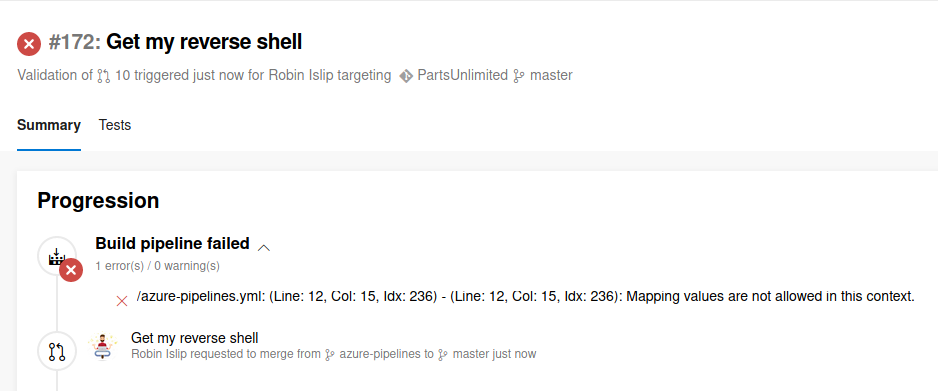 #172: Get my reverse shell
Validation of 10 triggered just now for Robin Islip targeting PartsUnlimited master
Summary Tests
Progression
Build pipeline failed
1 error(s) / 0 warning(s)
/azure-pipelines.yml: (Line: 12, Col: 15, Idx: 236) - (Line: 12, Col: 15, Idx: 236): Mapping values are not allowed in this context.
Get my reverse shell
Robin Islip requested to merge from azure-pipelines to master just now